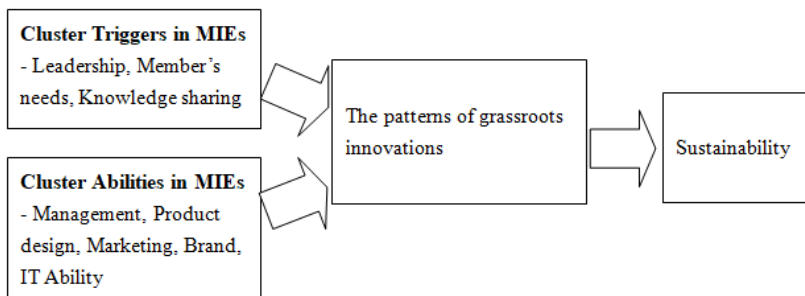 Cluster Triggers in MIEs
- Leadership, Member's
needs, Knowledge sharing
Cluster Abilities in MIEs
- Management, Product
design, Marketing, Brand,
IT Ability
The patterns of grassroots
innovations
Sustainability